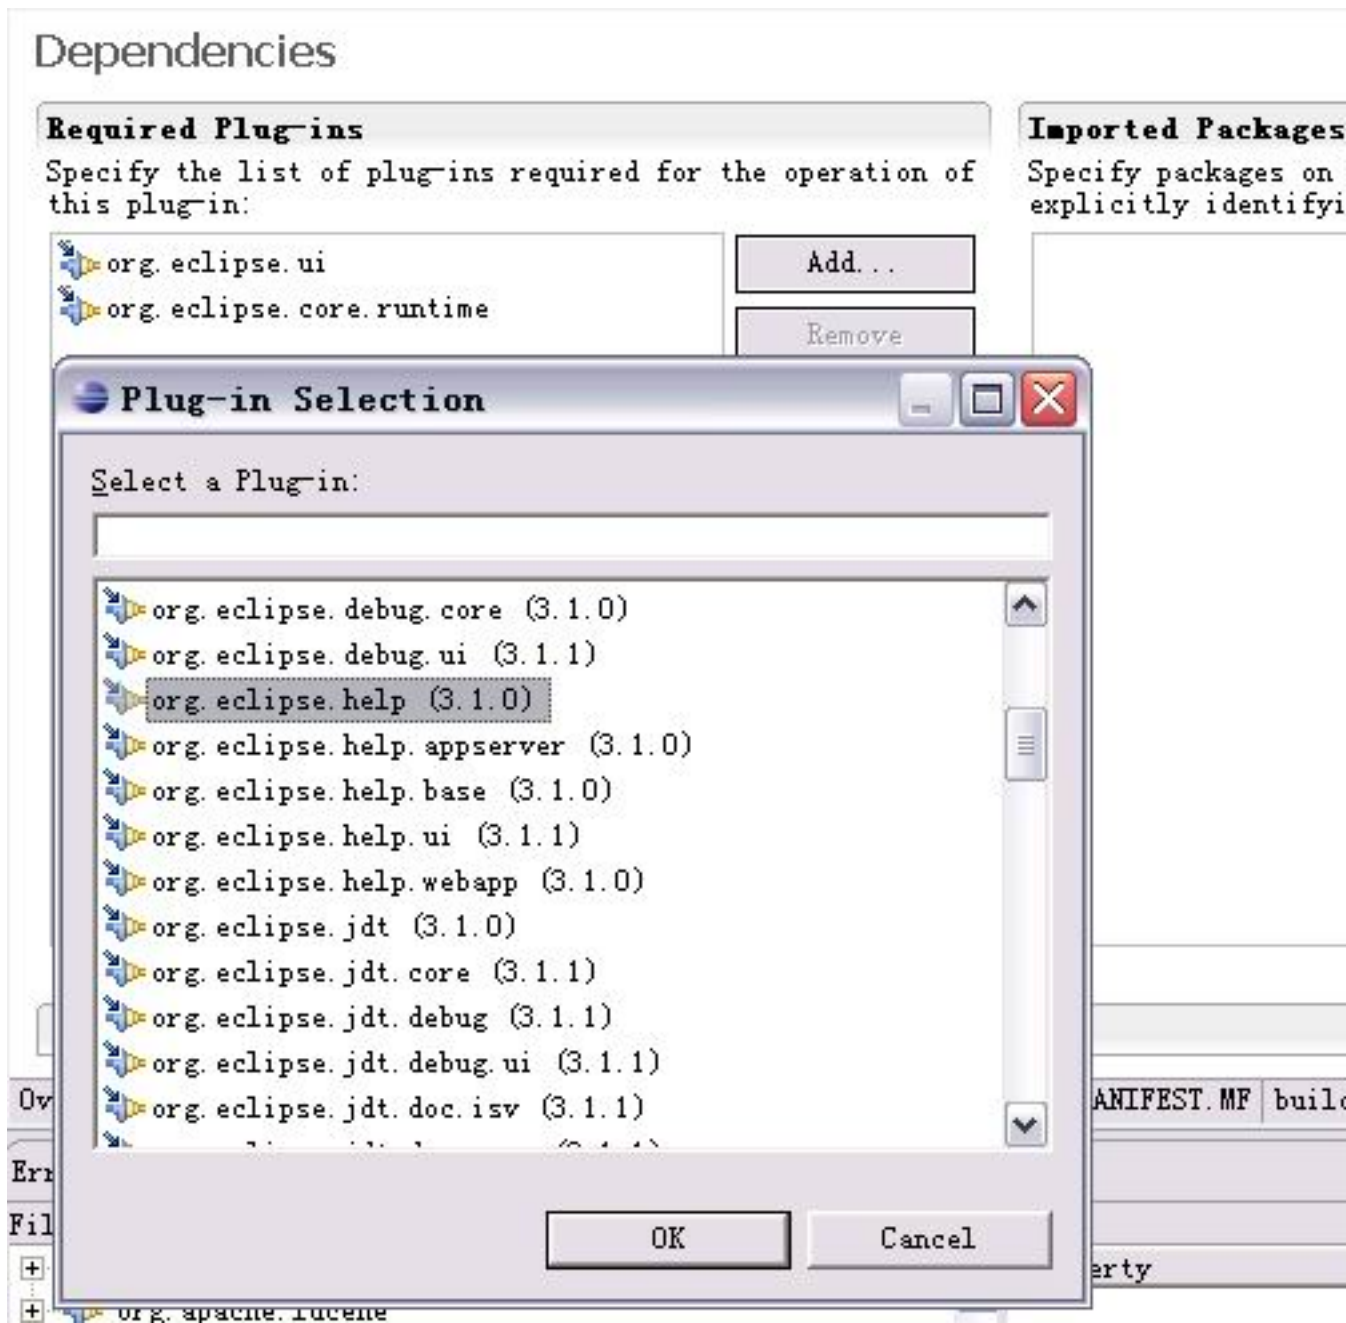 Dependencies
Required Plug-ins
Specify the list of plug-ins required for the operation of
this plug-in:
org.eclipse.ui
org.eclipse.core.runtime
Add...
Remove
Imported Packages
Specify packages on
explicitly
Plug-in Selection
Select a Plug-in:
org.eclipse.debug.core (3.1.0)
org.eclipse.debug.ui (3.1.1)
org.eclipse.help (3.1.0)
org.eclipse.help.appserver (3.1.0)
org.eclipse.help.base (3.1.0)
org.eclipse.help.ui (3.1.1)
org.eclipse.help.webapp (3.1.0)
org.eclipse.jdt (3.1.0)
org.eclipse.jdt.core (3.1.1)
org.eclipse.jdt.debug (3.1.1)
org.eclipse.jdt.debug.ui (3.1.1)
org.eclipse.jdt.doc.isv (3.1.1)
OK
Cancel
ANIFEST.MF
erty
org.apache.lucene